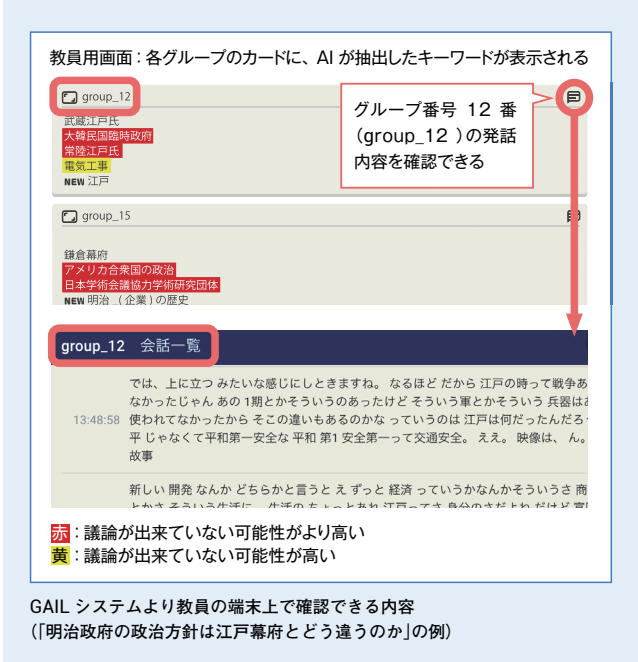 教員用画面：各グループのカードに、AI が抽出したキーワードが表示される
group_12
武蔵江戸氏
大韓民国臨時政府
常陸江戸氏
電気工事
NEW 江戸
グループ番号 12 番
（group_12 ）の発話
内容を確認できる
group_15
鎌倉幕府
アメリカ合衆国の政治
日本学術会議協力学術研究団体
NEW 明治_(企業)の歴史
group_12 会話一覧
では、上に立つ みたいな感じにしときますね。 なるほど だから 江戸の時って戦争あ
なかったじゃん あの 1期とかそういうのあったけど そういう軍とかそういう 兵器はあ
13:48:58 使われてなかったから そこの違いもあるのかな っていうのは 江戸は何だったんだろ
平 じゃなくて平和第一安全な 平和 第1 安全第一って交通安全。 ええ。 映像は、 ん。
故事
新しい 開発 なんか どちらかと言うと え ずっと 経済 っていうかなんかそういうさ 商
赤：議論が出来ていない可能性がより高い
黄：議論が出来ていない可能性が高い
GAIL システムより教員の端末上で確認できる内容
（「明治政府の政治方針は江戸幕府とどう違うのか」の例）